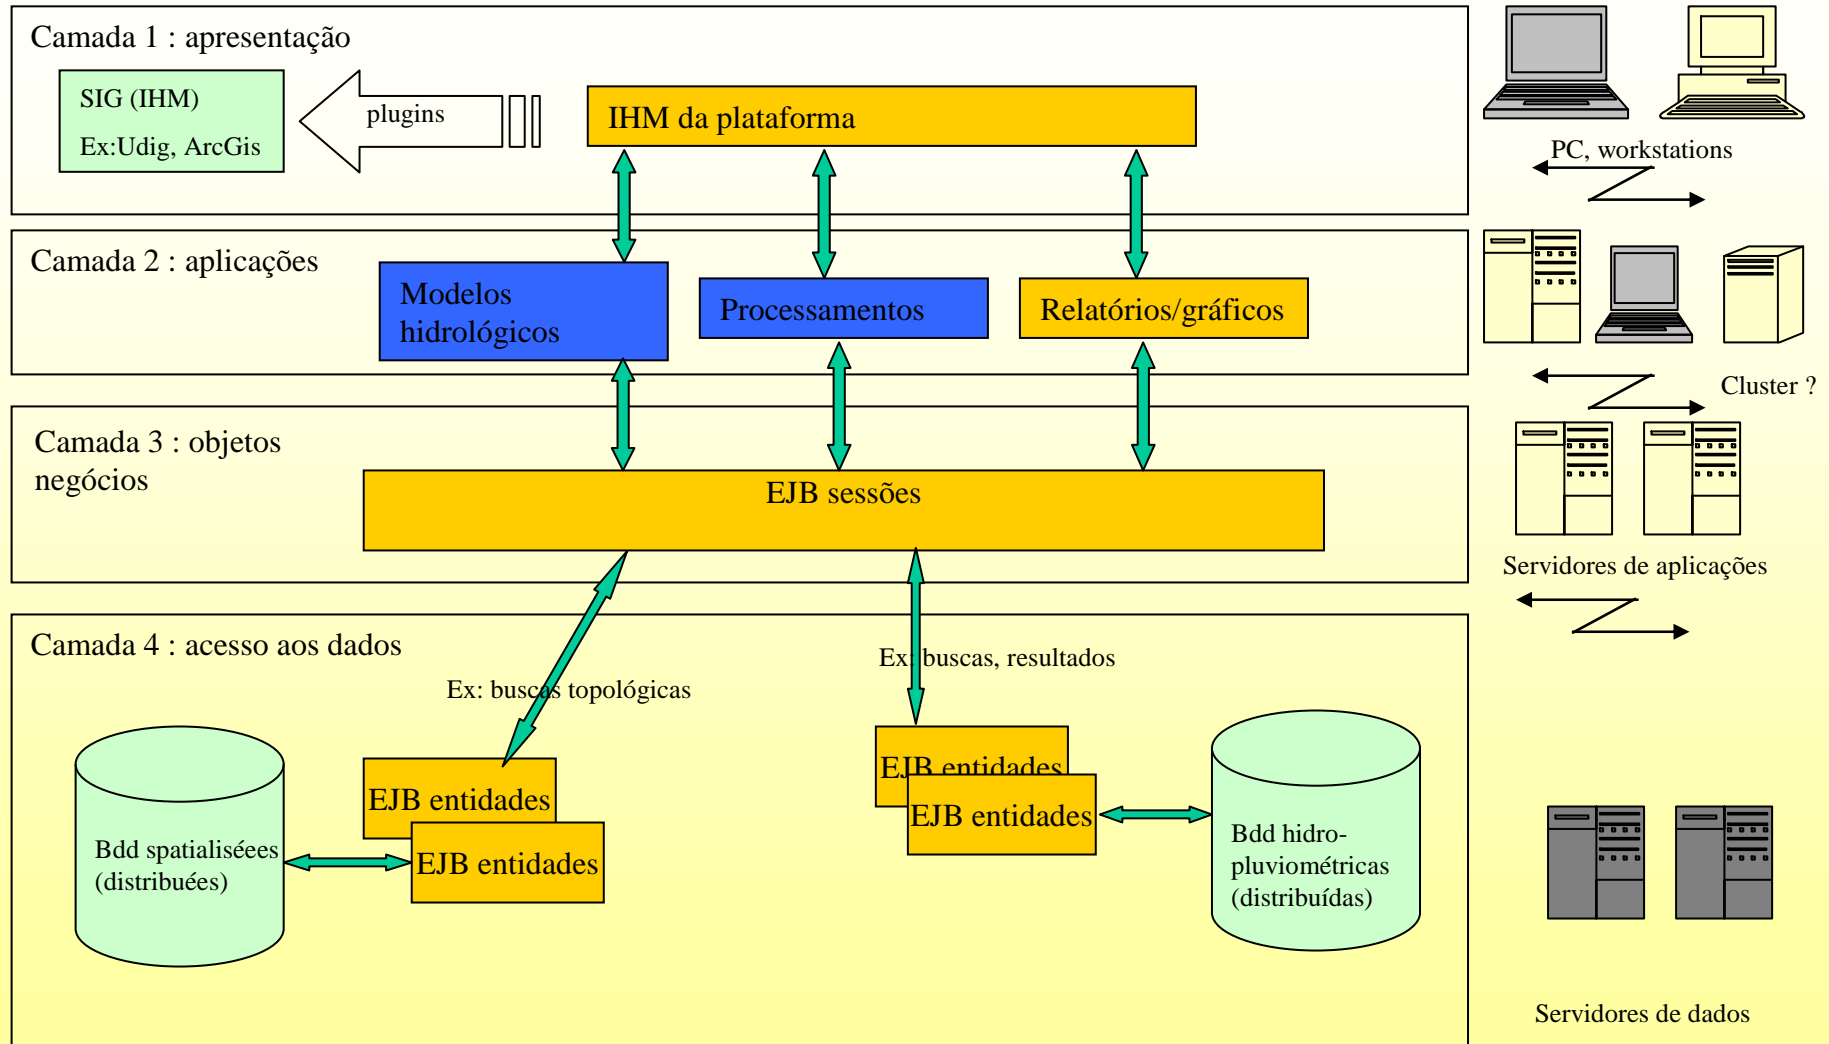 Camada 1 : apresentação
SIG (IHM)
Ex:Udig, ArcGis
plugins
IHM da plataforma
PC, workstations
Camada 2 : aplicações
Modelos
hidrológicos
Processamentos
Relatórios/gráficos
Cluster ?
Camada 3 : objetos
negócios
EJB sessões
Servidores de aplicações
Camada 4 : acesso aos dados
Ex: buscas topológicas
Ex: buscas, resultados
EJB entidades
EJB entidades
EJB entidades
EJB entidades
Bdd spatialiséees
(distribuées)
Bdd hidro-
pluviométricas
(distribuídas)
Servidores de dados